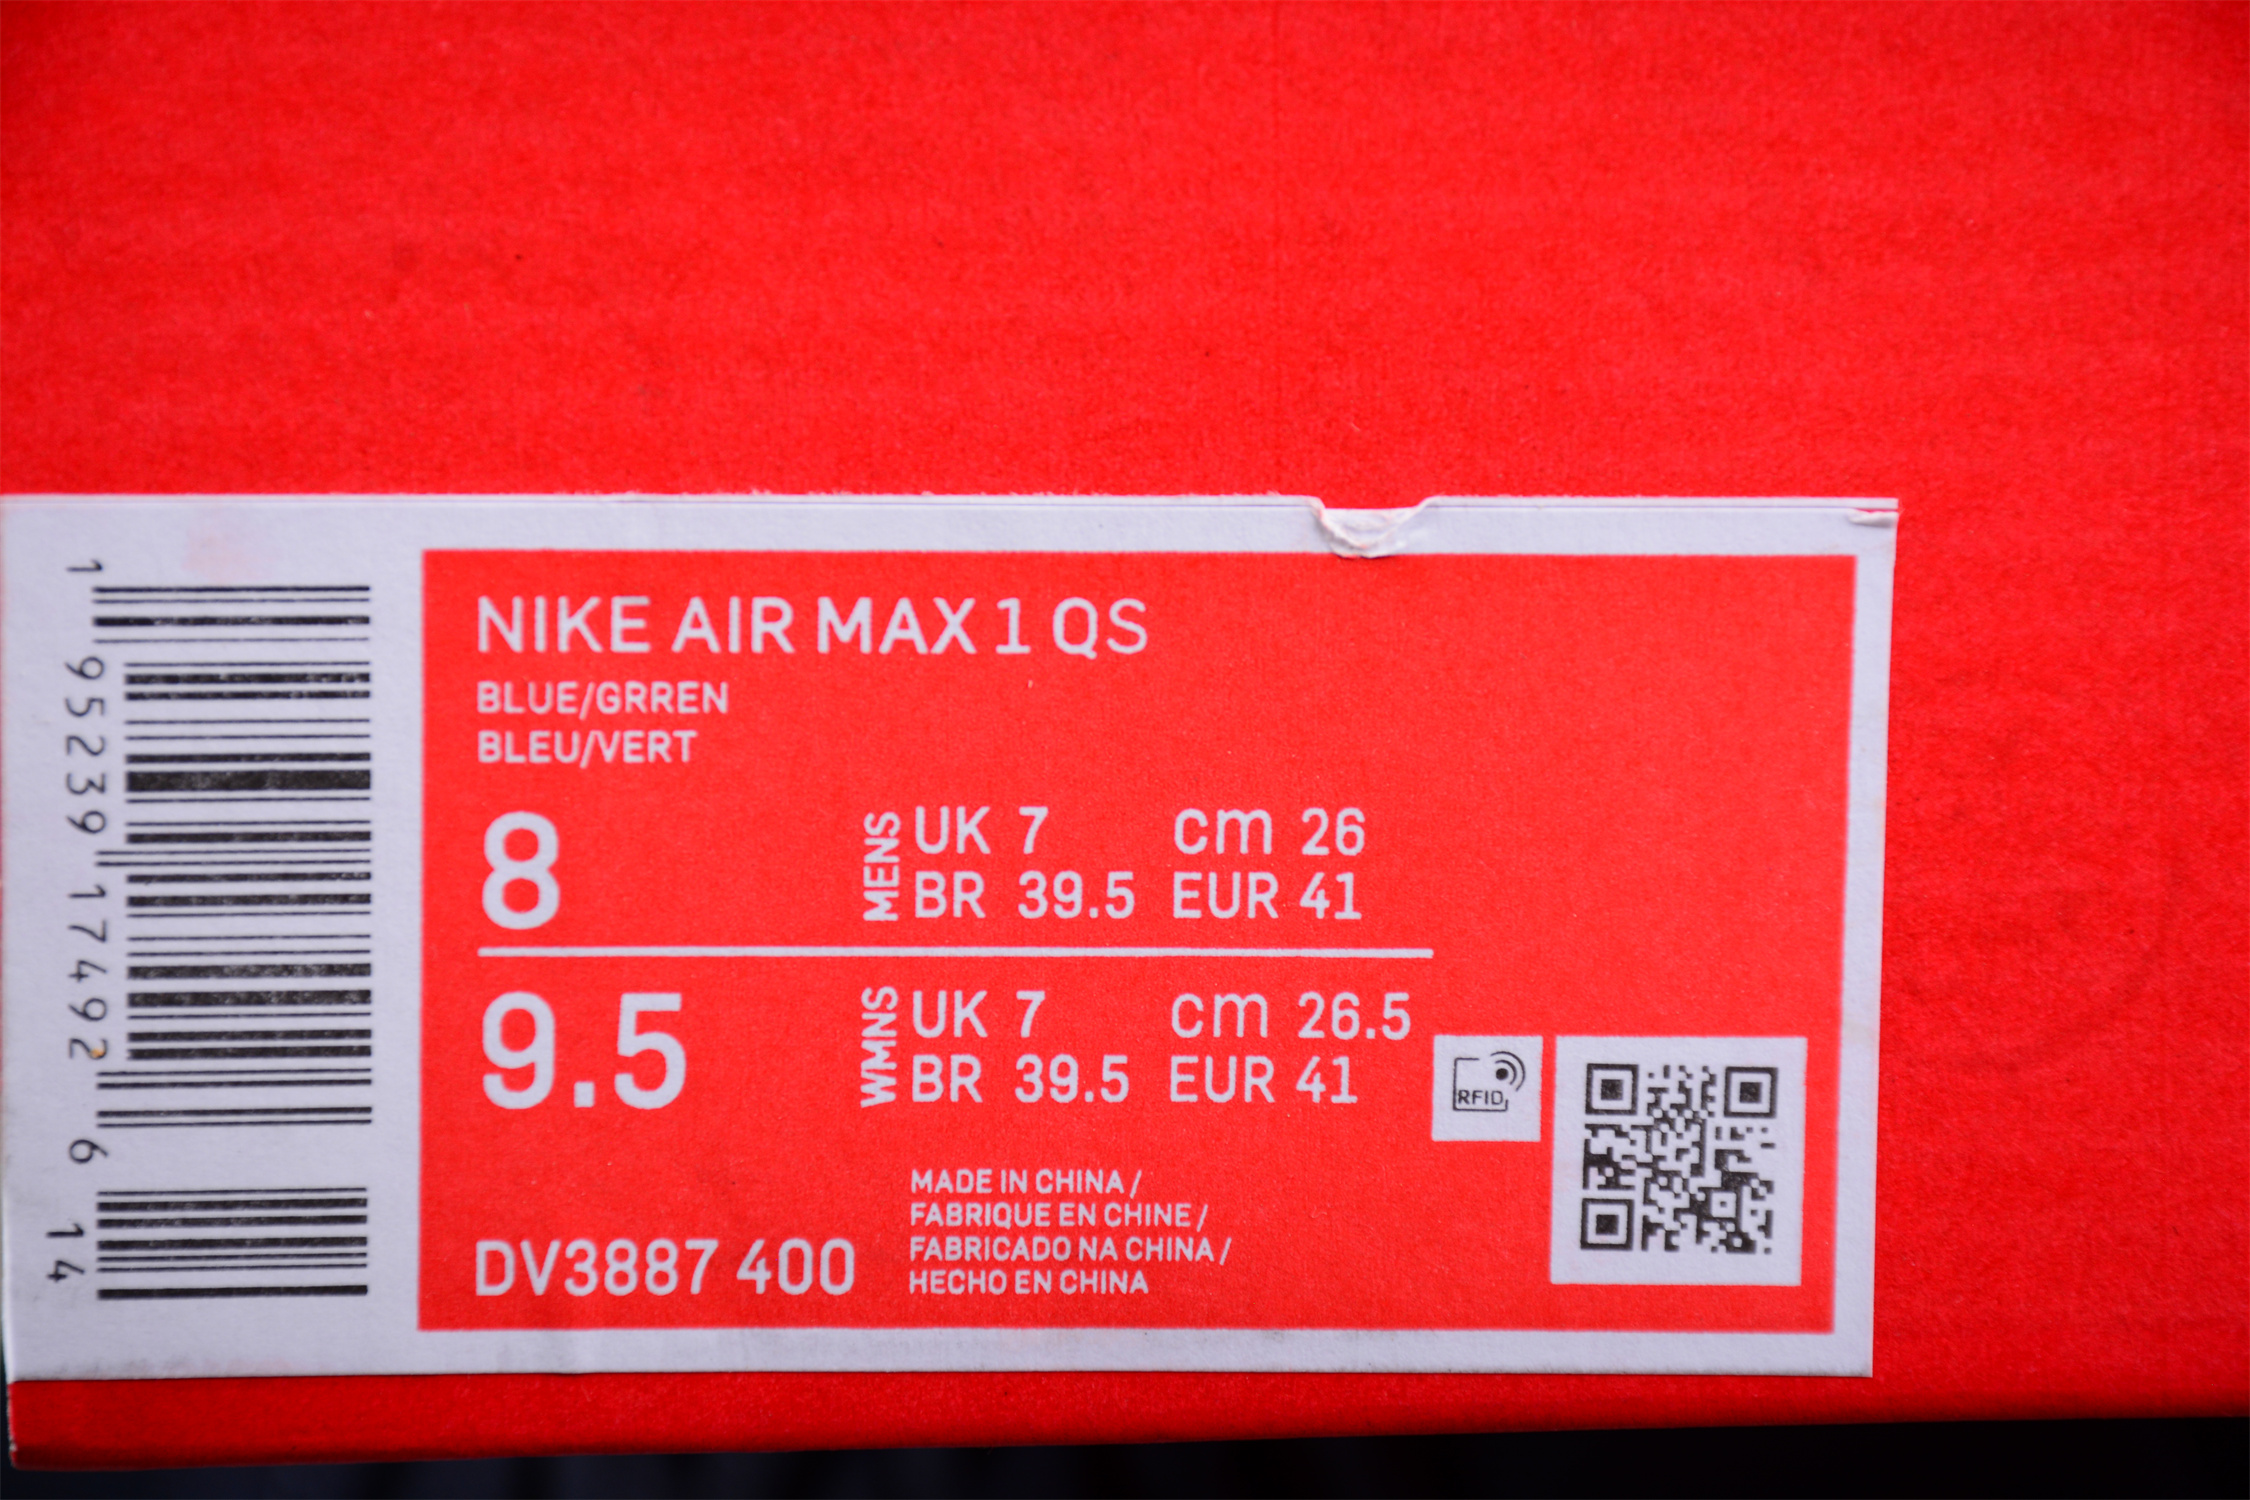 1 95239 17492 6 14
NIKE AIR MAX 1 QS
BLUE/GRREN
BLEU/VERT
8
MENS
UK 7 cm 26
BR 39.5 EUR 41
9.5
WMNS
UK 7 cm 26.5
BR 39.5 EUR 41
RFID
DV3887 400
MADE IN CHINA /
FABRIQUE EN CHINE /
FABRICADO NA CHINA /
HECHO EN CHINA